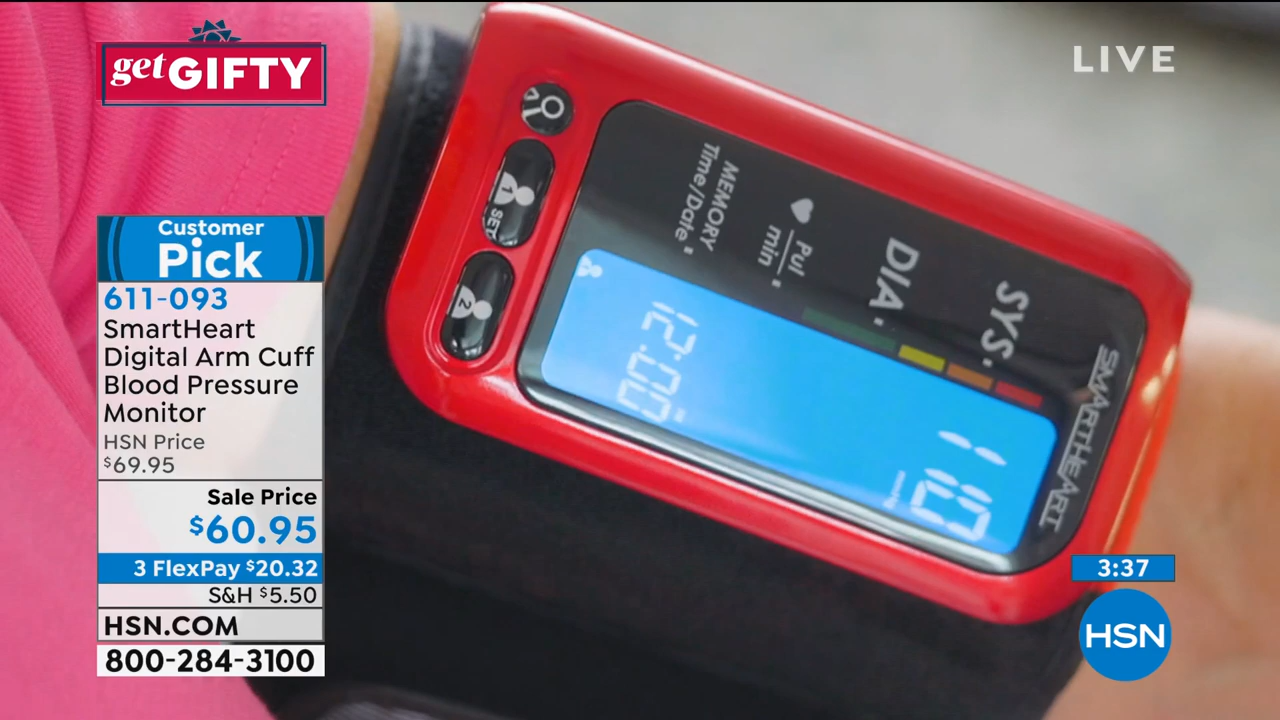 getGIFTY
LIVE
Customer
Pick
611-093
SmartHeart
Digital Arm Cuff
Blood Pressure
Monitor
HSN Price
$69.95
Sale Price
$60.95
3 FlexPay $20.32
S&H $5.50
HSN.COM
800-284-3100
3:37
HSN
1
SET
2
MEMORY
Time/Date
Pul
min
DIA.
SYS.
SMARTHEART
12:00
110